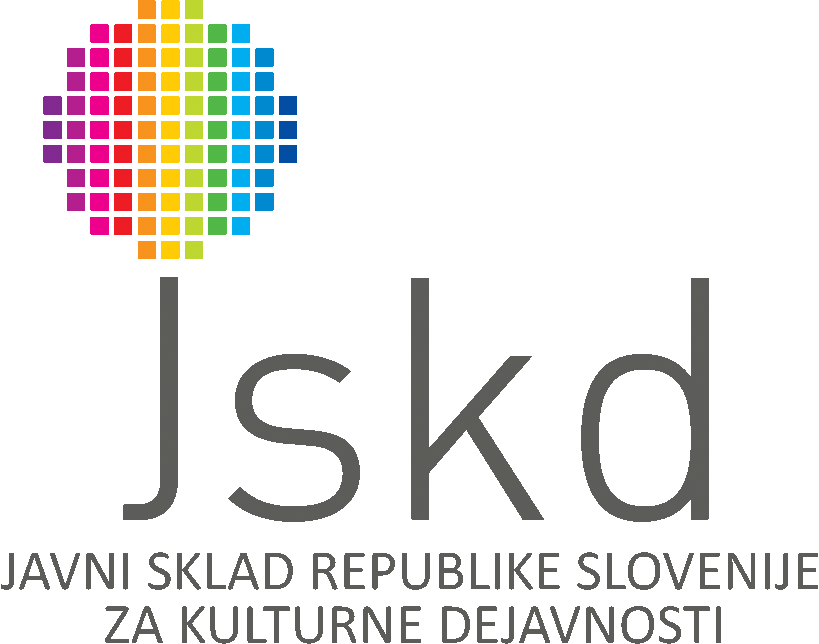 Jskd
JAVNI SKLAD REPUBLIKE SLOVENIJE
ZA KULTURNE DEJAVNOSTI